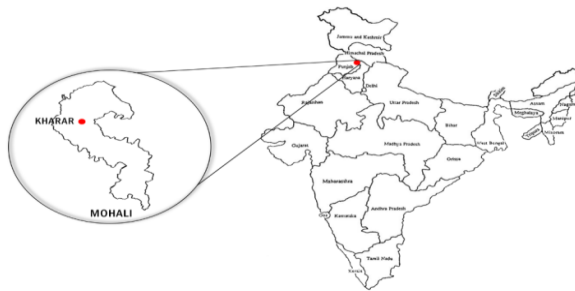 Jammu and Kashmir
Himachal Pradesh
Punjab
Haryana
Delhi
Rajasthan
Uttar Pradesh
Bihar
Assam
Meghalaya
Gujarat
Madhya Pradesh
West Bengal
Orissa
Maharashtra
Goa
Karnataka
Andhra Pradesh
Tamil Nadu
Kerala
KHARAR
MOHALI